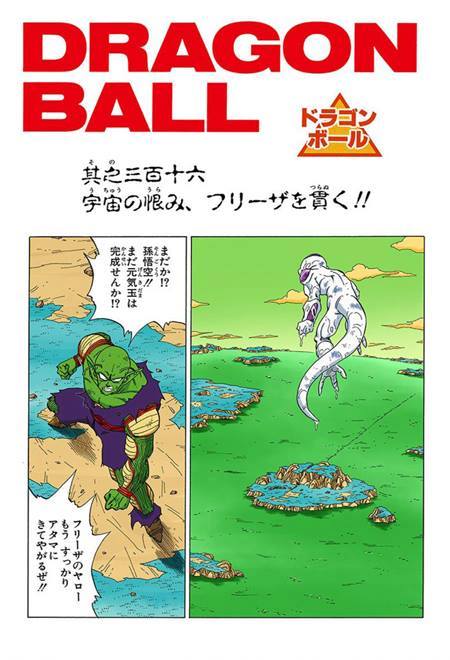 DRAGON
BALL
ドラゴン
ボール
其之三百十六
宇宙の恨み、フリーザを貫く!!
まだか!?
孫悟空!!
まだ元気玉は
完成せんか!?
フリーザのヤロー
もう すっかり
アタマに
きてやがるぜ!!